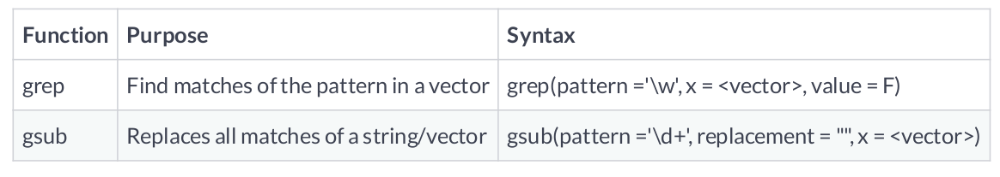 Function Purpose Syntax
grep Find matches of the pattern in a vector grep(pattern ='\w', x = <vector>, value = F)
gsub Replaces all matches of a string/vector gsub(pattern ='\d+', replacement = "", x = <vector>)